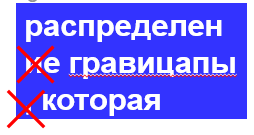 распределен
не гравицапы
, которая